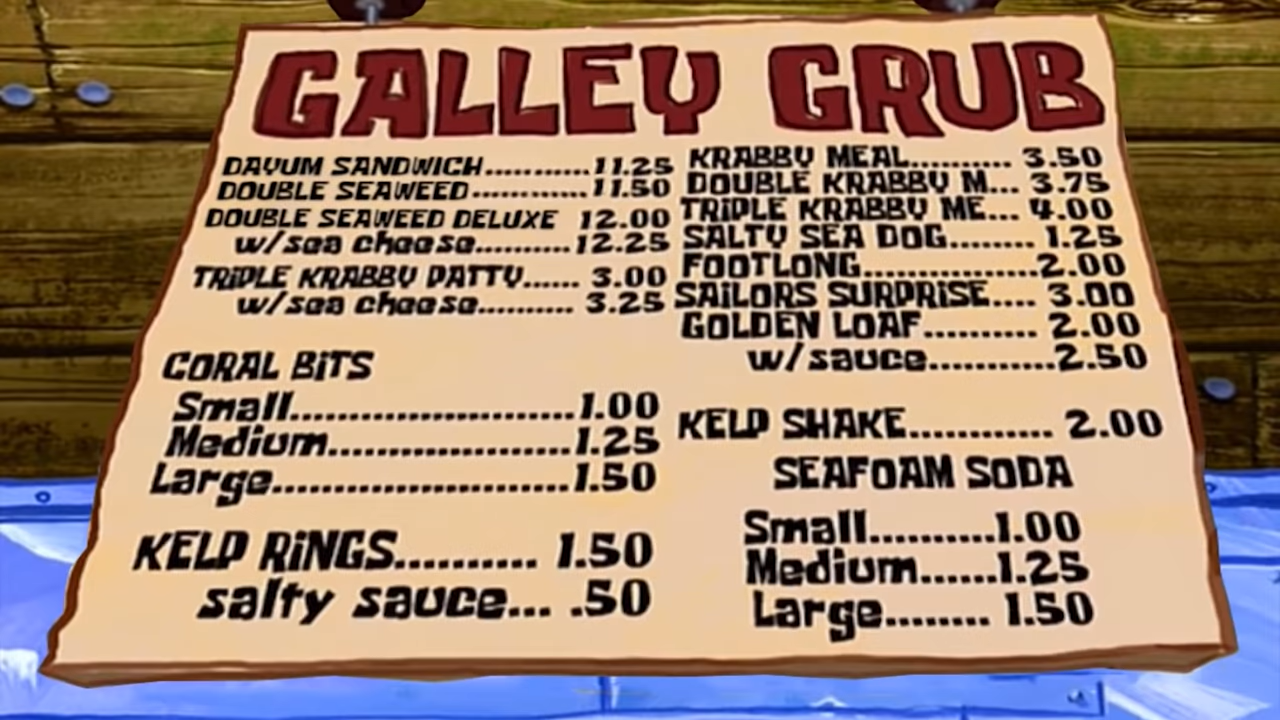 GALLEY GRUB
DAYUM SANDWICH...........11.25
DOUBLE SEAWEED............11.50
DOUBLE SEAWEED DELUXE 12.00
w/sea cheese..........12.25
TRIPLE KRABBY PATTY...... 3.00
w/sea cheese.......... 3.25
CORAL BITS
Small..........................1.00
Medium.......................1.25
Large............................1.50
KELP RINGS.......... 1.50
salty sauce... .50
KRABBY MEAL.......... 3.50
DOUBLE KRABBY M... 3.75
TRIPLE KRABBY ME... 4.00
SALTY SEA DOG........ 1.25
FOOTLONG.................2.00
SAILORS SURPRISE.... 3.00
GOLDEN LOAF.......... 2.00
w/sauce............2.50
KELP SHAKE............ 2.00
SEAFOAM SODA
Small...........1.00
Medium......1.25
Large........ 1.50